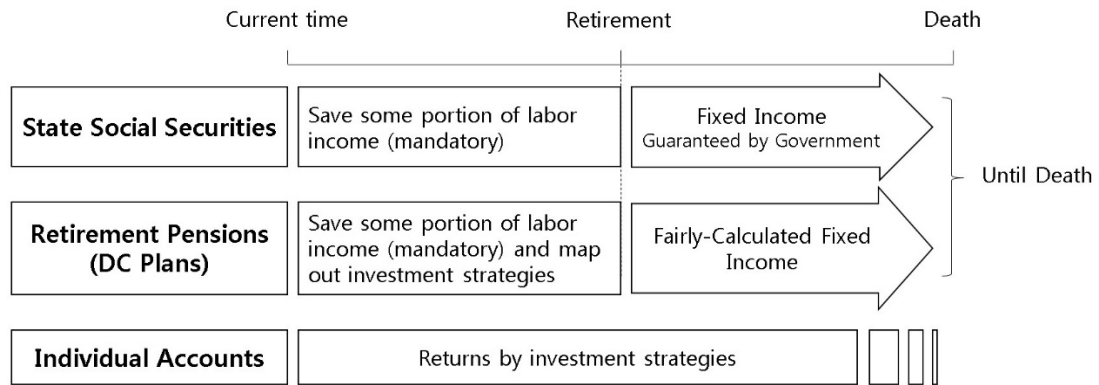 Current time
Retirement
Death
State Social Securities
Save some portion of labor
income (mandatory)
Fixed Income
Guaranteed by Government
Until Death
Retirement Pensions
(DC Plans)
Save some portion of labor
income (mandatory) and map
out investment strategies
Fairly-Calculated Fixed
Income
Individual Accounts
Returns by investment strategies